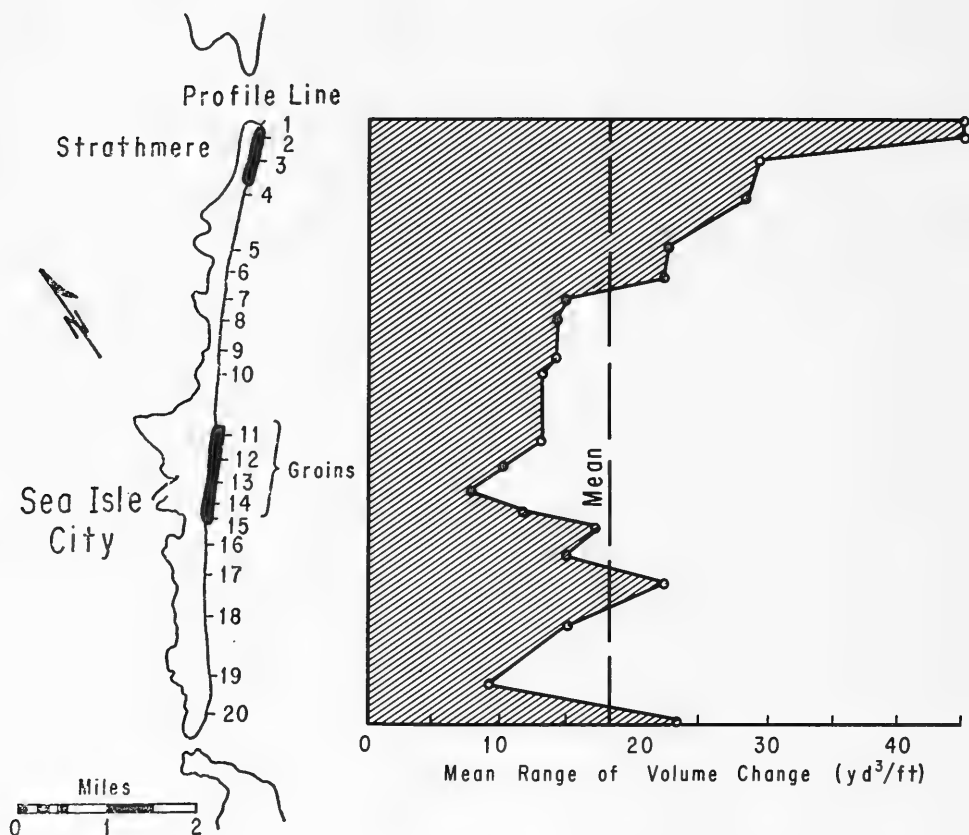 Profile Line
Strathmere
1
2
3
4
5
6
7
8
9
10
11
12
13
14
15
16
17
18
19
20
Groins
Sea Isle
City
Mean
0 10 20 30 40
Mean Range of Volume Change (yd³/ft)
Miles
0 1 2